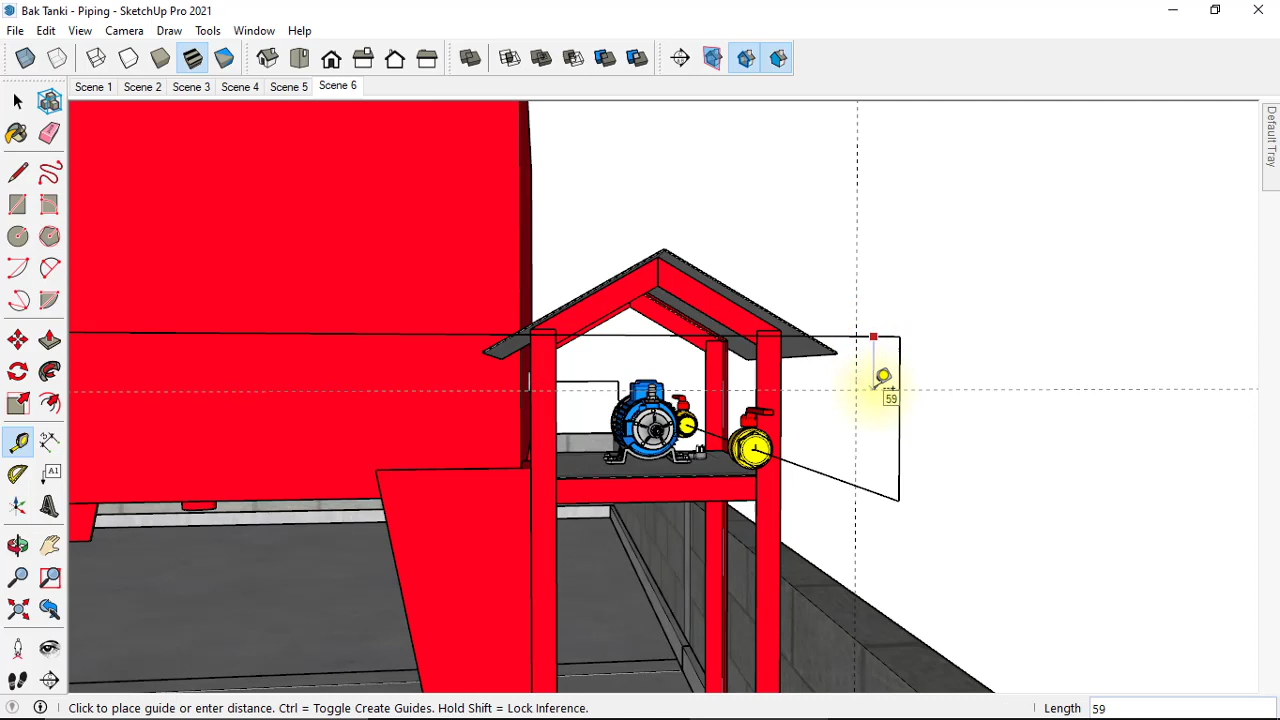 Bak Tanki - Piping - SketchUp Pro 2021
File Edit View Camera Draw Tools Window Help
Scene 1 Scene 2 Scene 3 Scene 4 Scene 5 Scene 6
Default Tray
59
A1
Click to place guide or enter distance. Ctrl = Toggle Create Guides. Hold Shift = Lock Inference.
Length 59